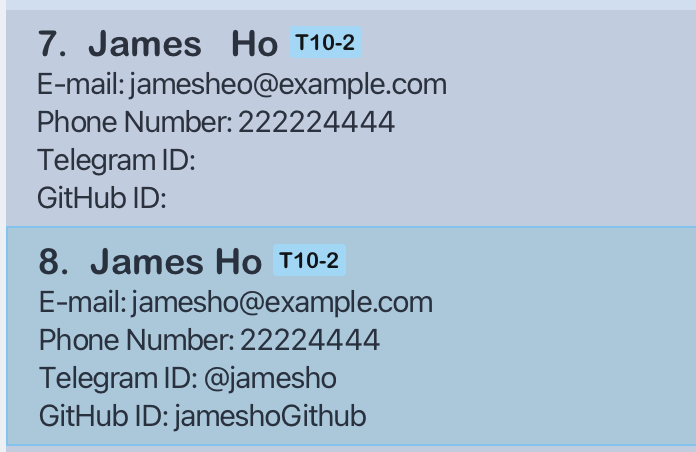 7.  James   Ho T10-2
E-mail: jamesheo@example.com
Phone Number: 222224444
Telegram ID:
GitHub ID:
8.  James Ho T10-2
E-mail: jamesho@example.com
Phone Number: 22224444
Telegram ID: @jamesho
GitHub ID: jameshoGithub